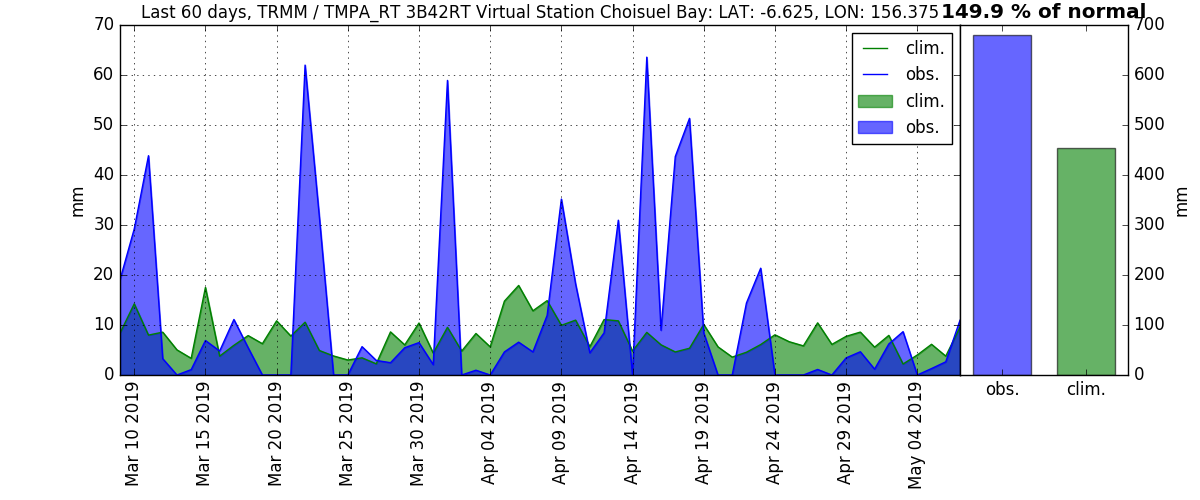 Last 60 days, TRMM / TMPA_RT 3B42RT Virtual Station Choisuel Bay: LAT: -6.625, LON: 156.375
149.9 % of normal
70
60
50
40
30
20
10
0
mm
clim.
obs.
clim.
obs.
Mar 10 2019
Mar 15 2019
Mar 20 2019
Mar 25 2019
Mar 30 2019
Apr 04 2019
Apr 09 2019
Apr 14 2019
Apr 19 2019
Apr 24 2019
Apr 29 2019
May 04 2019
700
600
500
400
300
200
100
0
mm
obs.
clim.